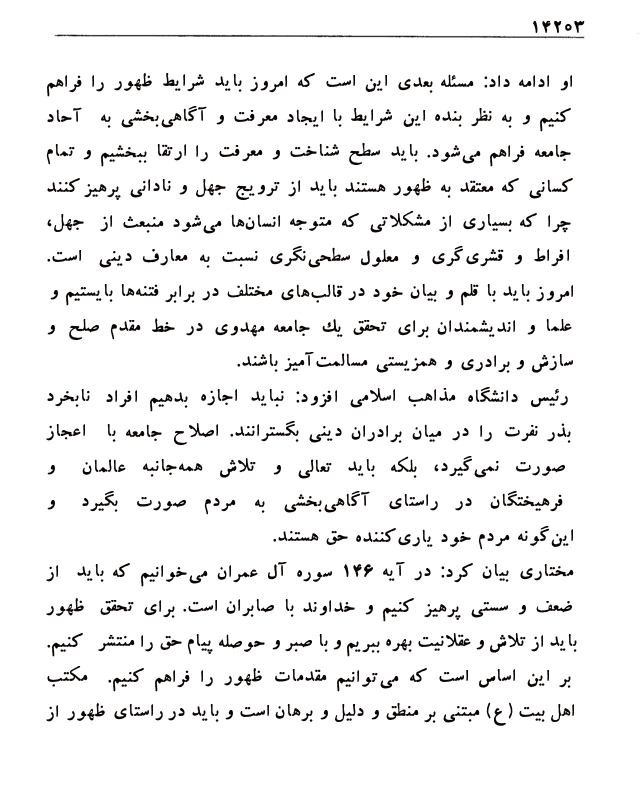 ۱۴۲۰۳
او ادامه داد: مسئله بعدی این است که امروز باید شرایط ظهور را فراهم
کنیم و به نظر بنده این شرایط با ایجاد معرفت و آگاهی‌بخشی به آحاد
جامعه فراهم می‌شود. باید سطح شناخت و معرفت را ارتقا ببخشیم و تمام
کسانی که معتقد به ظهور هستند باید از ترویج جهل و نادانی پرهیز کنند
چرا که بسیاری از مشکلاتی که متوجه انسان‌ها می‌شود منبعث از جهل،
افراط و قشری‌گری و معلول سطحی‌نگری نسبت به معارف دینی است.
امروز باید با قلم و بیان خود در قالب‌های مختلف در برابر فتنه‌ها بایستیم و
علما و اندیشمندان برای تحقق یك جامعه مهدوی در خط مقدم صلح و
سازش و برادری و همزیستی مسالمت‌آمیز باشند.
رئیس دانشگاه مذاهب اسلامی افزود: نباید اجازه بدهیم افراد نابخرد
بذر نفرت را در میان برادران دینی بگسترانند. اصلاح جامعه با اعجاز
صورت نمی‌گیرد، بلکه باید تعالی و تلاش همه‌جانبه عالمان و
فرهیختگان در راستای آگاهی‌بخشی به مردم صورت بگیرد و
این‌گونه مردم خود یاری‌کننده حق هستند.
مختاری بیان کرد: در آیه ۱۴۶ سوره آل عمران می‌خوانیم که باید از
ضعف و سستی پرهیز کنیم و خداوند با صابران است. برای تحقق ظهور
باید از تلاش و عقلانیت بهره ببریم و با صبر و حوصله پیام حق را منتشر کنیم.
بر این اساس است که می‌توانیم مقدمات ظهور را فراهم کنیم. مکتب
اهل بیت (ع) مبتنی بر منطق و دلیل و برهان است و باید در راستای ظهور از